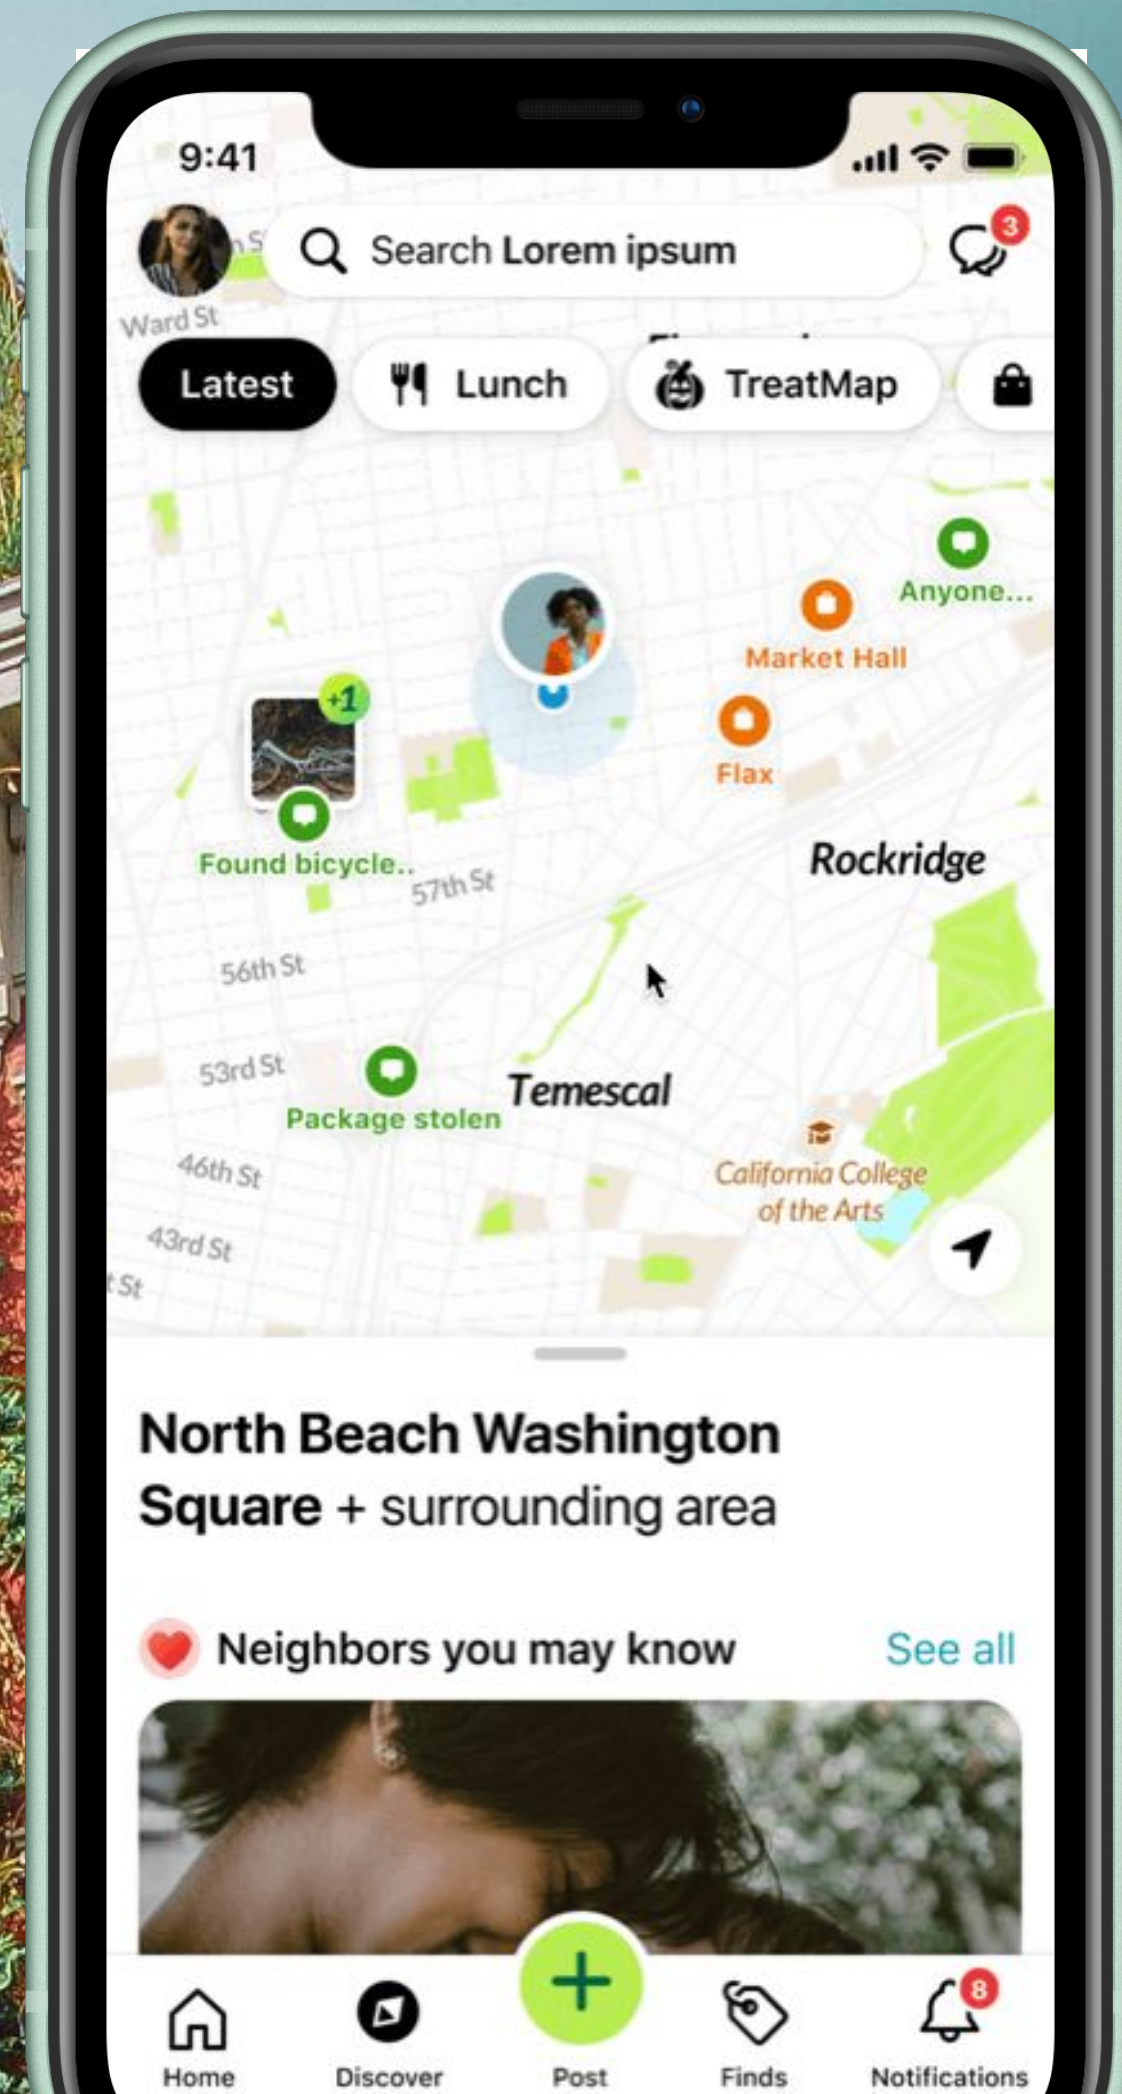 9:41
Search Lorem ipsum
3
Ward St
Latest
Lunch
TreatMap
Anyone...
Market Hall
+1
Flax
Found bicycle..
Rockridge
57th St
56th St
53rd St
Package stolen
Temescal
46th St
California College
of the Arts
43rd St
St
North Beach Washington
Square + surrounding area
Neighbors you may know
See all
8
Home
Discover
Post
Finds
Notifications